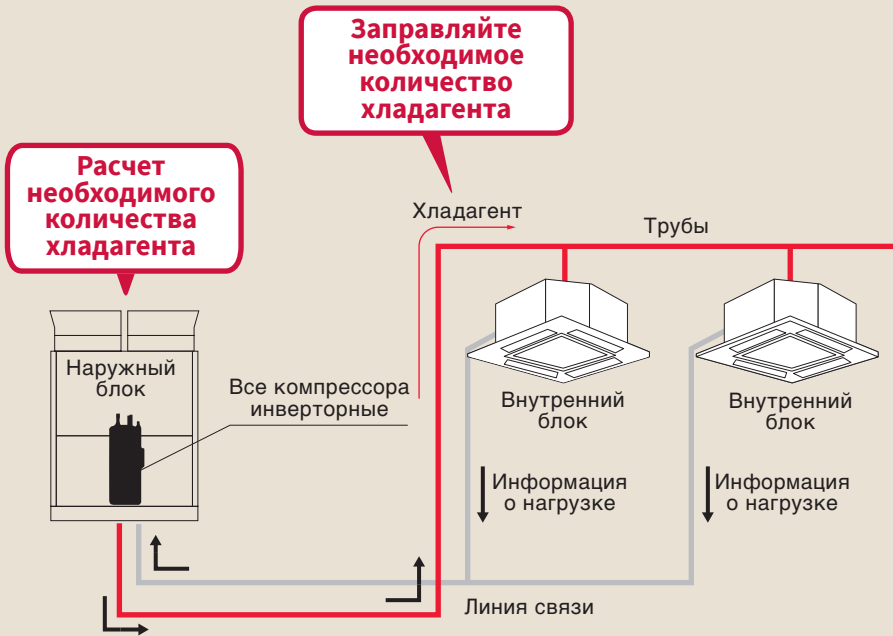 Заправляйте
необходимое
количество
хладагента
Расчет
необходимого
количества
хладагента
Хладагент
Трубы
Наружный
блок
Все компрессора
инверторные
Внутренний
блок
Внутренний
блок
Информация
о нагрузке
Информация
о нагрузке
Линия связи